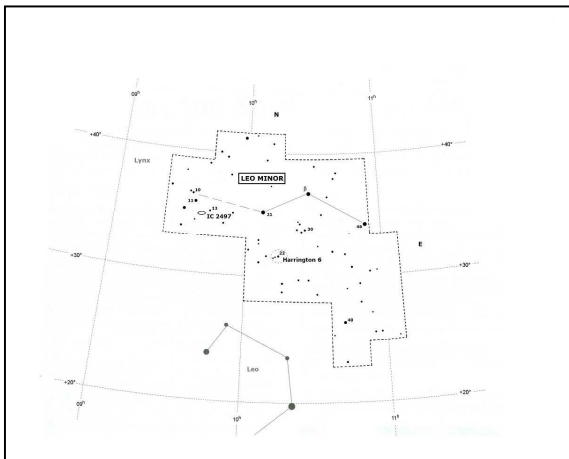 09ʰ
10ʰ
11ʰ
N
+40°
+40°
Lynx
LEO MINOR
10
11
13
IC 2497
21
β
30
46
E
22
Harrington 6
+30°
+30°
40
Leo
+20°
+20°
09ʰ
10ʰ
11ʰ